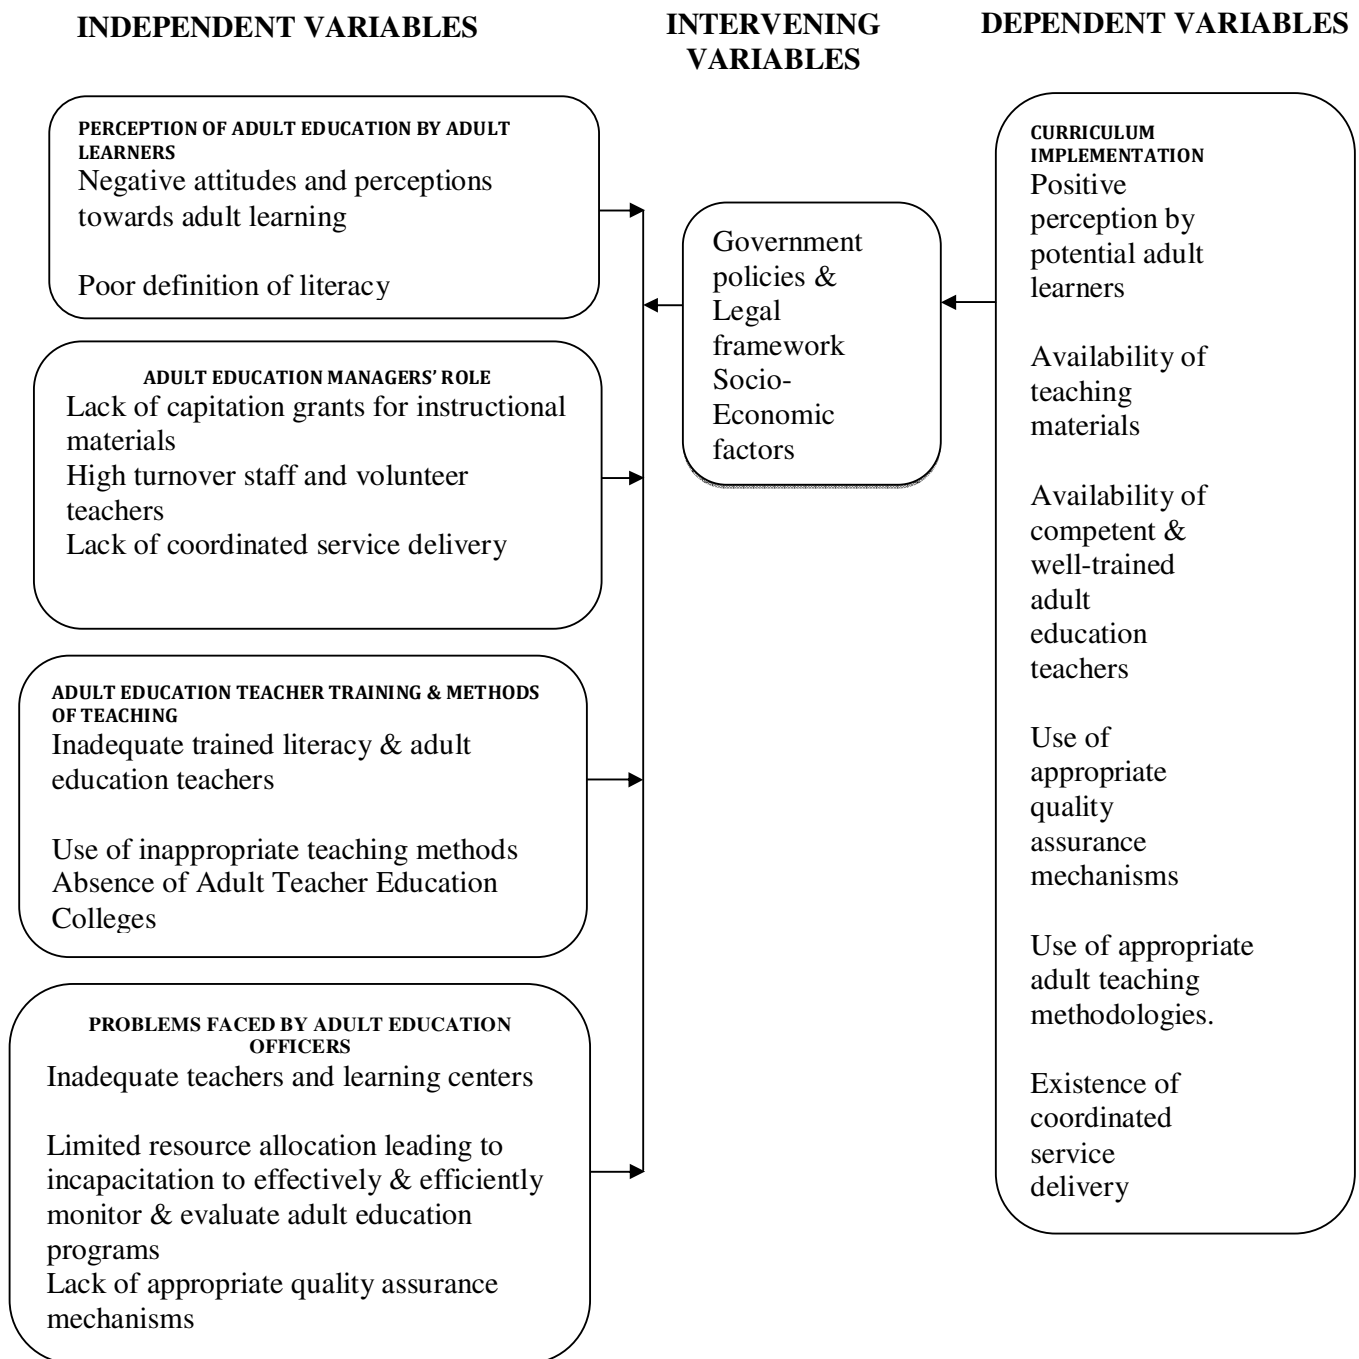 INDEPENDENT VARIABLES
INTERVENING
VARIABLES
DEPENDENT VARIABLES
PERCEPTION OF ADULT EDUCATION BY ADULT
LEARNERS
Negative attitudes and perceptions
towards adult learning
Poor definition of literacy
ADULT EDUCATION MANAGERS’ ROLE
Lack of capitation grants for instructional
materials
High turnover staff and volunteer
teachers
Lack of coordinated service delivery
ADULT EDUCATION TEACHER TRAINING & METHODS
OF TEACHING
Inadequate trained literacy & adult
education teachers
Use of inappropriate teaching methods
Absence of Adult Teacher Education
Colleges
PROBLEMS FACED BY ADULT EDUCATION
OFFICERS
Inadequate teachers and learning centers
Limited resource allocation leading to
incapacitation to effectively & efficiently
monitor & evaluate adult education
programs
Lack of appropriate quality assurance
mechanisms
Government
policies &
Legal
framework
Socio-
Economic
factors
CURRICULUM
IMPLEMENTATION
Positive
perception by
potential adult
learners
Availability of
teaching
materials
Availability of
competent &
well-trained
adult
education
teachers
Use of
appropriate
quality
assurance
mechanisms
Use of appropriate
adult teaching
methodologies.
Existence of
coordinated
service
delivery